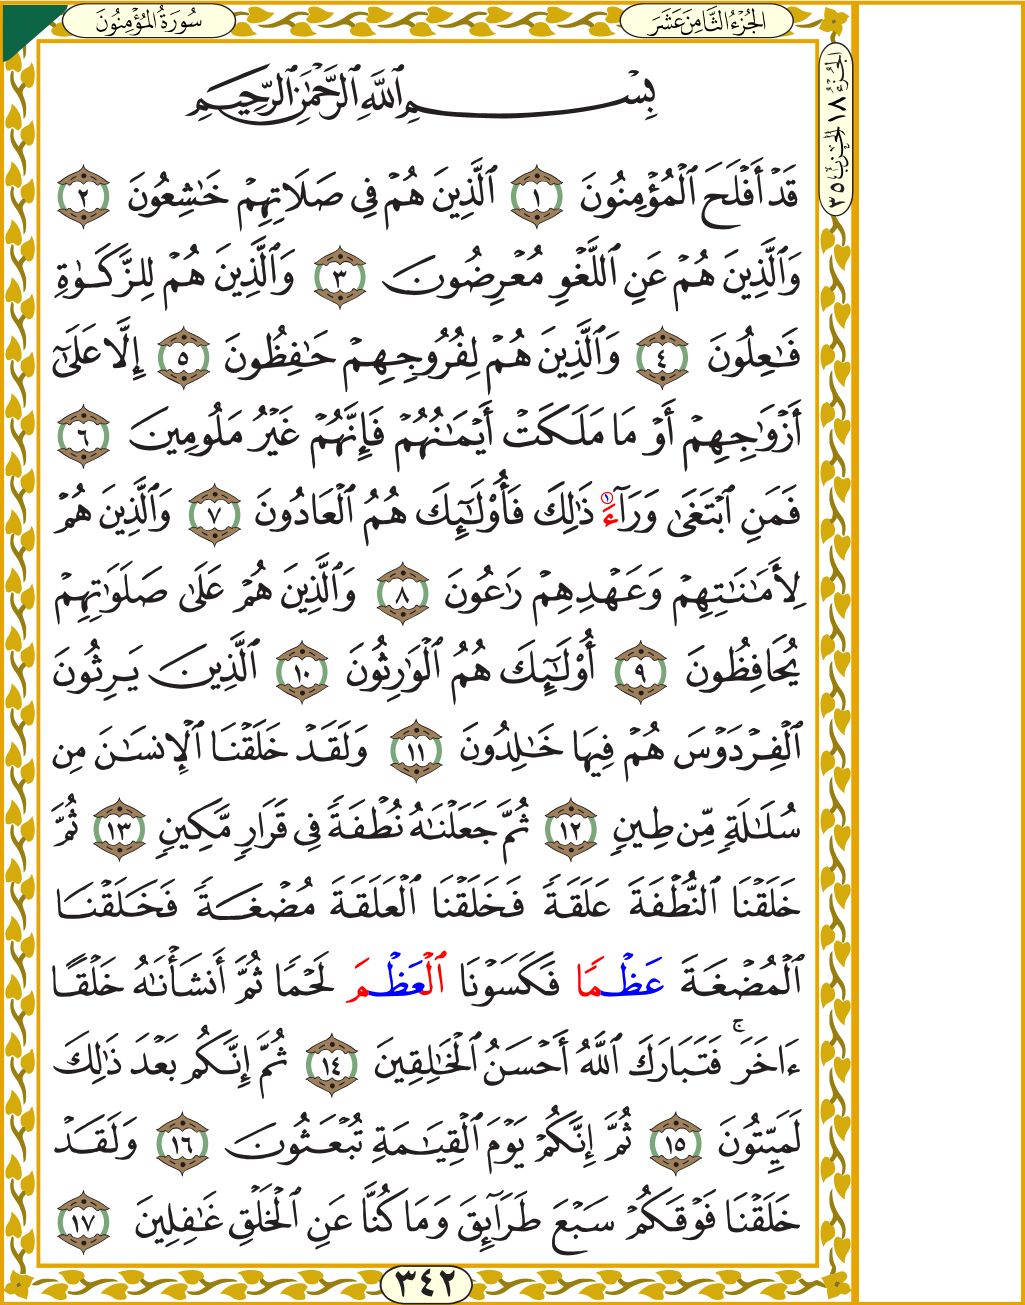 سُورَةُ المُؤْمِنُونَ
الجُزْءُ الثَّامِنَ عَشَرَ
الجُزْءُ ١٨ الحِزْبُ ٣٥
بِسْمِ ٱللَّهِ ٱلرَّحْمَٰنِ ٱلرَّحِيمِ
قَدْ أَفْلَحَ ٱلْمُؤْمِنُونَ ١ ٱلَّذِينَ هُمْ فِى صَلَاتِهِمْ خَٰشِعُونَ ٢
وَٱلَّذِينَ هُمْ عَنِ ٱللَّغْوِ مُعْرِضُونَ ٣ وَٱلَّذِينَ هُمْ لِلزَّكَوٰةِ
فَٰعِلُونَ ٤ وَٱلَّذِينَ هُمْ لِفُرُوجِهِمْ حَٰفِظُونَ ٥ إِلَّا عَلَىٰٓ
أَزْوَٰجِهِمْ أَوْ مَا مَلَكَتْ أَيْمَٰنُهُمْ فَإِنَّهُمْ غَيْرُ مَلُومِينَ ٦
فَمَنِ ٱبْتَغَىٰ وَرَآءَ ١ ذَٰلِكَ فَأُوْلَٰٓئِكَ هُمُ ٱلْعَادُونَ ٧ وَٱلَّذِينَ هُمْ
لِأَمَٰنَٰتِهِمْ وَعَهْدِهِمْ رَٰعُونَ ٨ وَٱلَّذِينَ هُمْ عَلَىٰ صَلَوَٰتِهِمْ
يُحَافِظُونَ ٩ أُوْلَٰٓئِكَ هُمُ ٱلْوَٰرِثُونَ ١٠ ٱلَّذِينَ يَرِثُونَ
ٱلْفِرْدَوْسَ هُمْ فِيهَا خَٰلِدُونَ ١١ وَلَقَدْ خَلَقْنَا ٱلْإِنسَٰنَ مِن
سُلَٰلَةٍ مِّن طِينٍ ١٢ ثُمَّ جَعَلْنَٰهُ نُطْفَةً فِى قَرَارٍ مَّكِينٍ ١٣ ثُمَّ
خَلَقْنَا ٱلنُّطْفَةَ عَلَقَةً فَخَلَقْنَا ٱلْعَلَقَةَ مُضْغَةً فَخَلَقْنَا
ٱلْمُضْغَةَ عَظْمًا فَكَسَوْنَا ٱلْعَظْمَ لَحْمًا ثُمَّ أَنشَأْنَٰهُ خَلْقًا
ءَاخَرَ ۚ فَتَبَارَكَ ٱللَّهُ أَحْسَنُ ٱلْخَٰلِقِينَ ١٤ ثُمَّ إِنَّكُم بَعْدَ ذَٰلِكَ
لَمَيِّتُونَ ١٥ ثُمَّ إِنَّكُمْ يَوْمَ ٱلْقِيَٰمَةِ تُبْعَثُونَ ١٦ وَلَقَدْ
خَلَقْنَا فَوْقَكُمْ سَبْعَ طَرَآئِقَ وَمَا كُنَّا عَنِ ٱلْخَلْقِ غَٰفِلِينَ ١٧
٣٤٢